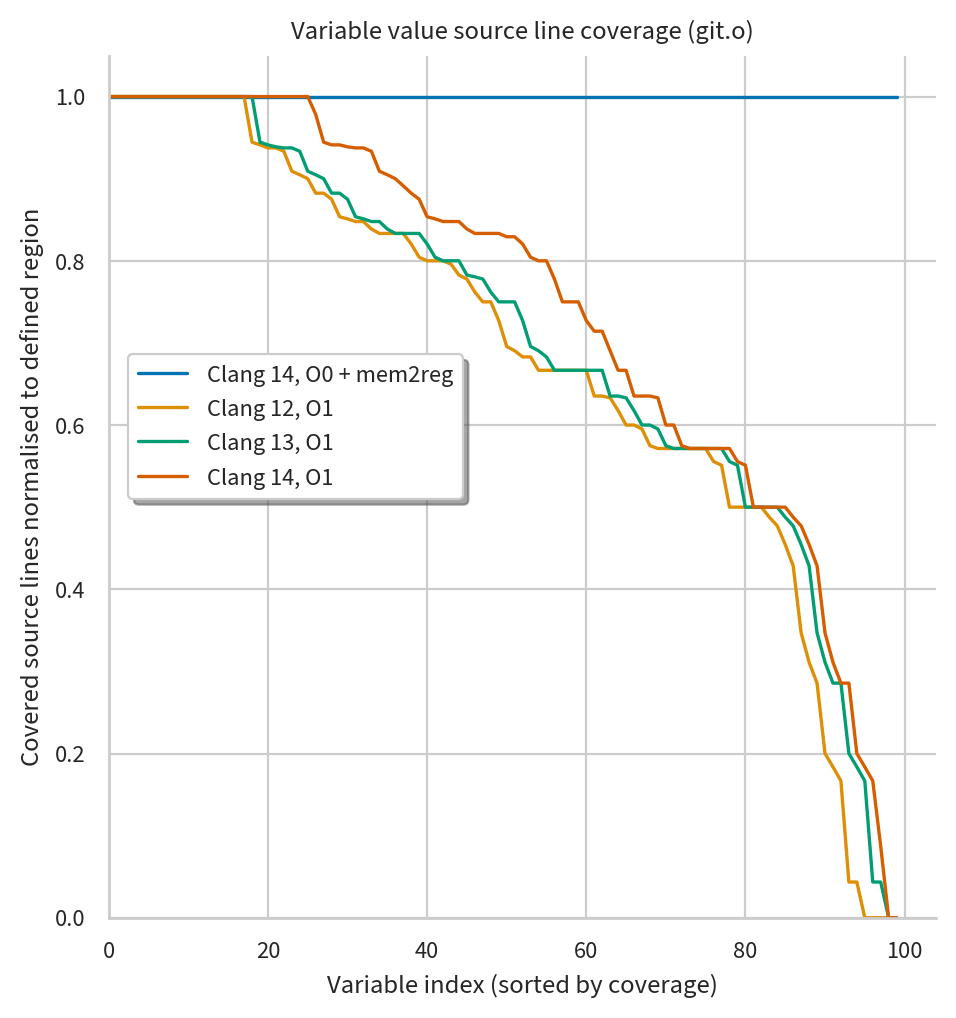 Variable value source line coverage (git.o)
Covered source lines normalised to defined region
1.0
0.8
0.6
0.4
0.2
0.0
Clang 14, O0 + mem2reg
Clang 12, O1
Clang 13, O1
Clang 14, O1
0 20 40 60 80 100
Variable index (sorted by coverage)